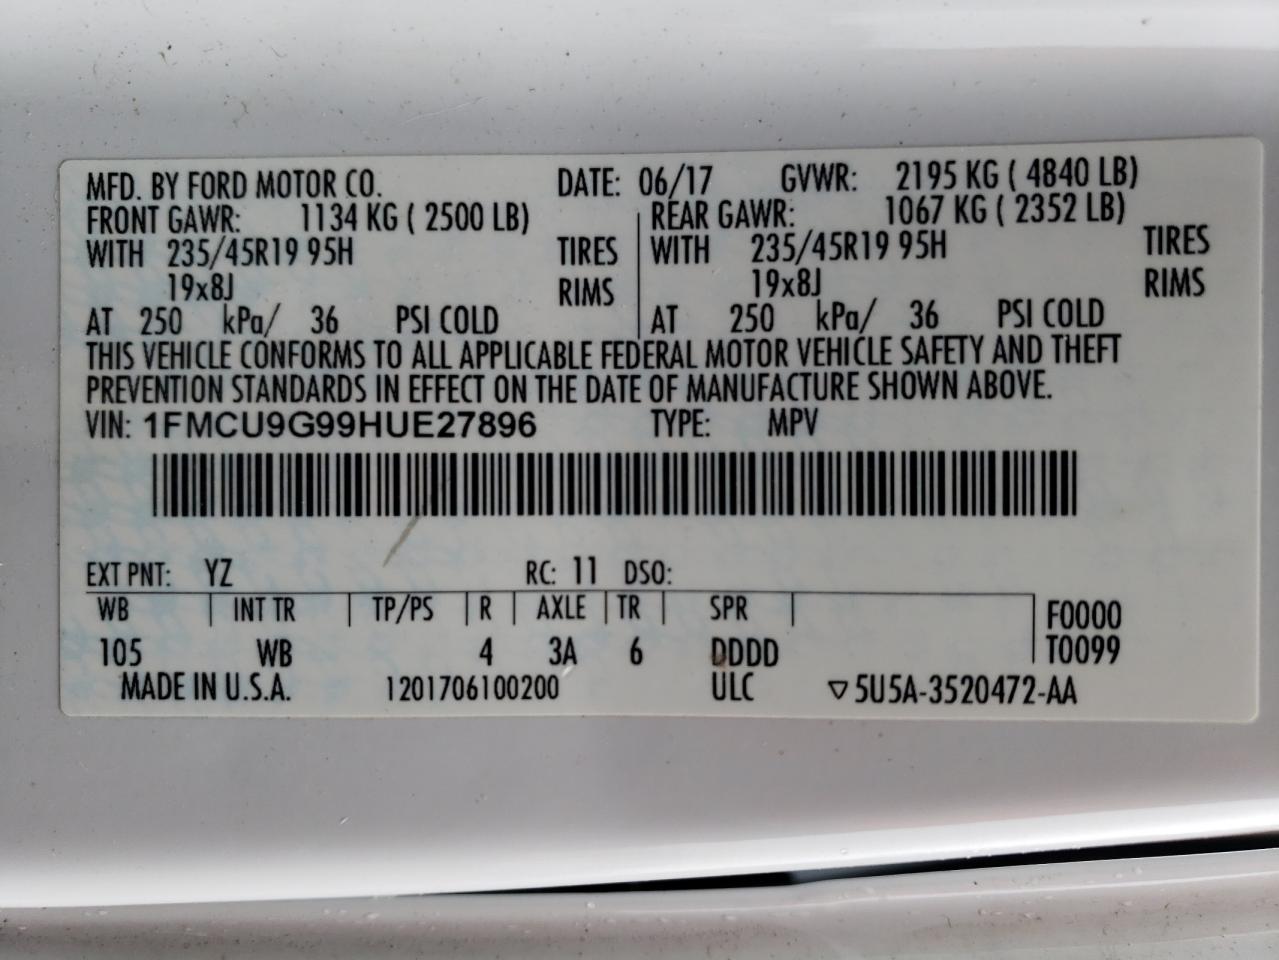 MFD. BY FORD MOTOR CO. DATE: 06/17 GVWR: 2195 KG ( 4840 LB)
FRONT GAWR: 1134 KG ( 2500 LB) REAR GAWR: 1067 KG ( 2352 LB)
WITH 235/45R19 95H TIRES WITH 235/45R19 95H TIRES
19x8J RIMS 19x8J RIMS
AT 250 kPa/ 36 PSI COLD AT 250 kPa/ 36 PSI COLD
THIS VEHICLE CONFORMS TO ALL APPLICABLE FEDERAL MOTOR VEHICLE SAFETY AND THEFT
PREVENTION STANDARDS IN EFFECT ON THE DATE OF MANUFACTURE SHOWN ABOVE.
VIN: 1FMCU9G99HUE27896 TYPE: MPV
EXT PNT: YZ RC: 11 DSO:
WB | INT TR | TP/PS | R | AXLE | TR | SPR | F0000
105 WB 4 3A 6 DDDD T0099
MADE IN U.S.A. 1201706100200 ULC ▽5U5A-3520472-AA